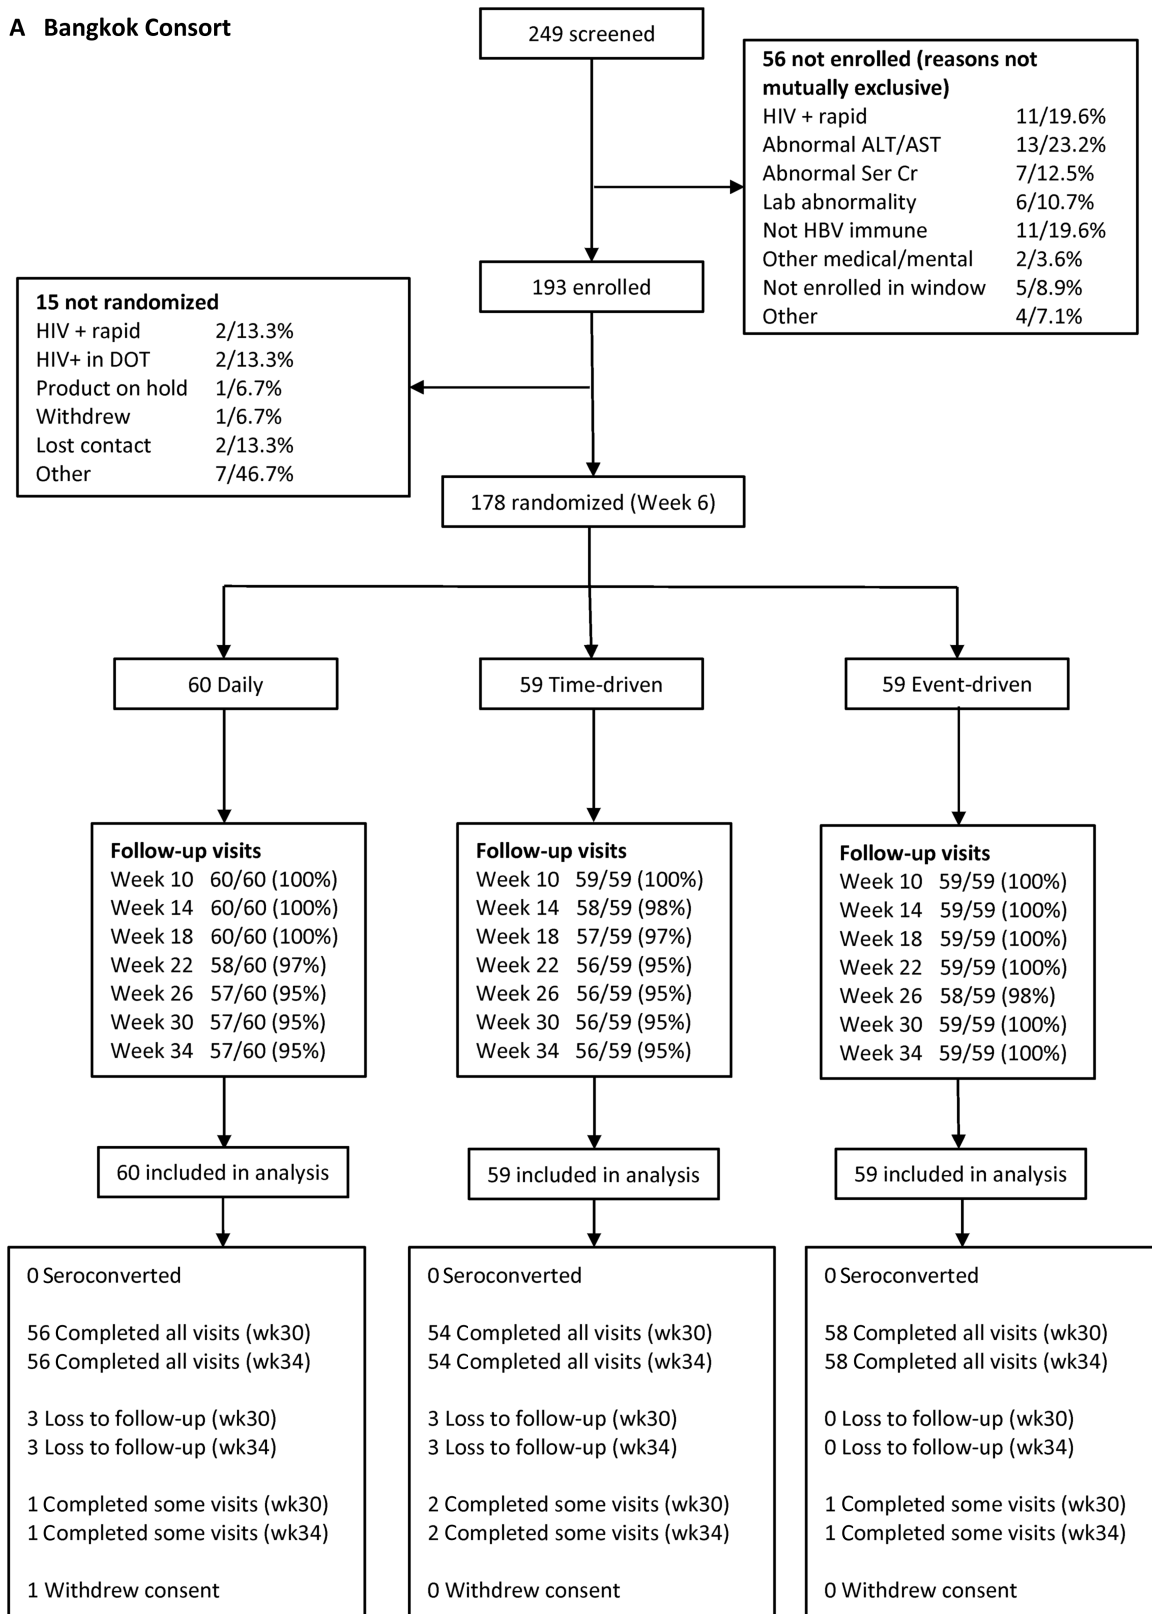 A Bangkok Consort
249 screened
56 not enrolled (reasons not
mutually exclusive)
HIV + rapid 11/19.6%
Abnormal ALT/AST 13/23.2%
Abnormal Ser Cr 7/12.5%
Lab abnormality 6/10.7%
Not HBV immune 11/19.6%
Other medical/mental 2/3.6%
Not enrolled in window 5/8.9%
Other 4/7.1%
193 enrolled
15 not randomized
HIV + rapid 2/13.3%
HIV+ in DOT 2/13.3%
Product on hold 1/6.7%
Withdrew 1/6.7%
Lost contact 2/13.3%
Other 7/46.7%
178 randomized (Week 6)
60 Daily
59 Time-driven
59 Event-driven
Follow-up visits
Week 10 60/60 (100%)
Week 14 60/60 (100%)
Week 18 60/60 (100%)
Week 22 58/60 (97%)
Week 26 57/60 (95%)
Week 30 57/60 (95%)
Week 34 57/60 (95%)
Follow-up visits
Week 10 59/59 (100%)
Week 14 58/59 (98%)
Week 18 57/59 (97%)
Week 22 56/59 (95%)
Week 26 56/59 (95%)
Week 30 56/59 (95%)
Week 34 56/59 (95%)
Follow-up visits
Week 10 59/59 (100%)
Week 14 59/59 (100%)
Week 18 59/59 (100%)
Week 22 59/59 (100%)
Week 26 58/59 (98%)
Week 30 59/59 (100%)
Week 34 59/59 (100%)
60 included in analysis
59 included in analysis
59 included in analysis
0 Seroconverted
56 Completed all visits (wk30)
56 Completed all visits (wk34)
3 Loss to follow-up (wk30)
3 Loss to follow-up (wk34)
1 Completed some visits (wk30)
1 Completed some visits (wk34)
1 Withdrew consent
0 Seroconverted
54 Completed all visits (wk30)
54 Completed all visits (wk34)
3 Loss to follow-up (wk30)
3 Loss to follow-up (wk34)
2 Completed some visits (wk30)
2 Completed some visits (wk34)
0 Withdrew consent
0 Seroconverted
58 Completed all visits (wk30)
58 Completed all visits (wk34)
0 Loss to follow-up (wk30)
0 Loss to follow-up (wk34)
1 Completed some visits (wk30)
1 Completed some visits (wk34)
0 Withdrew consent